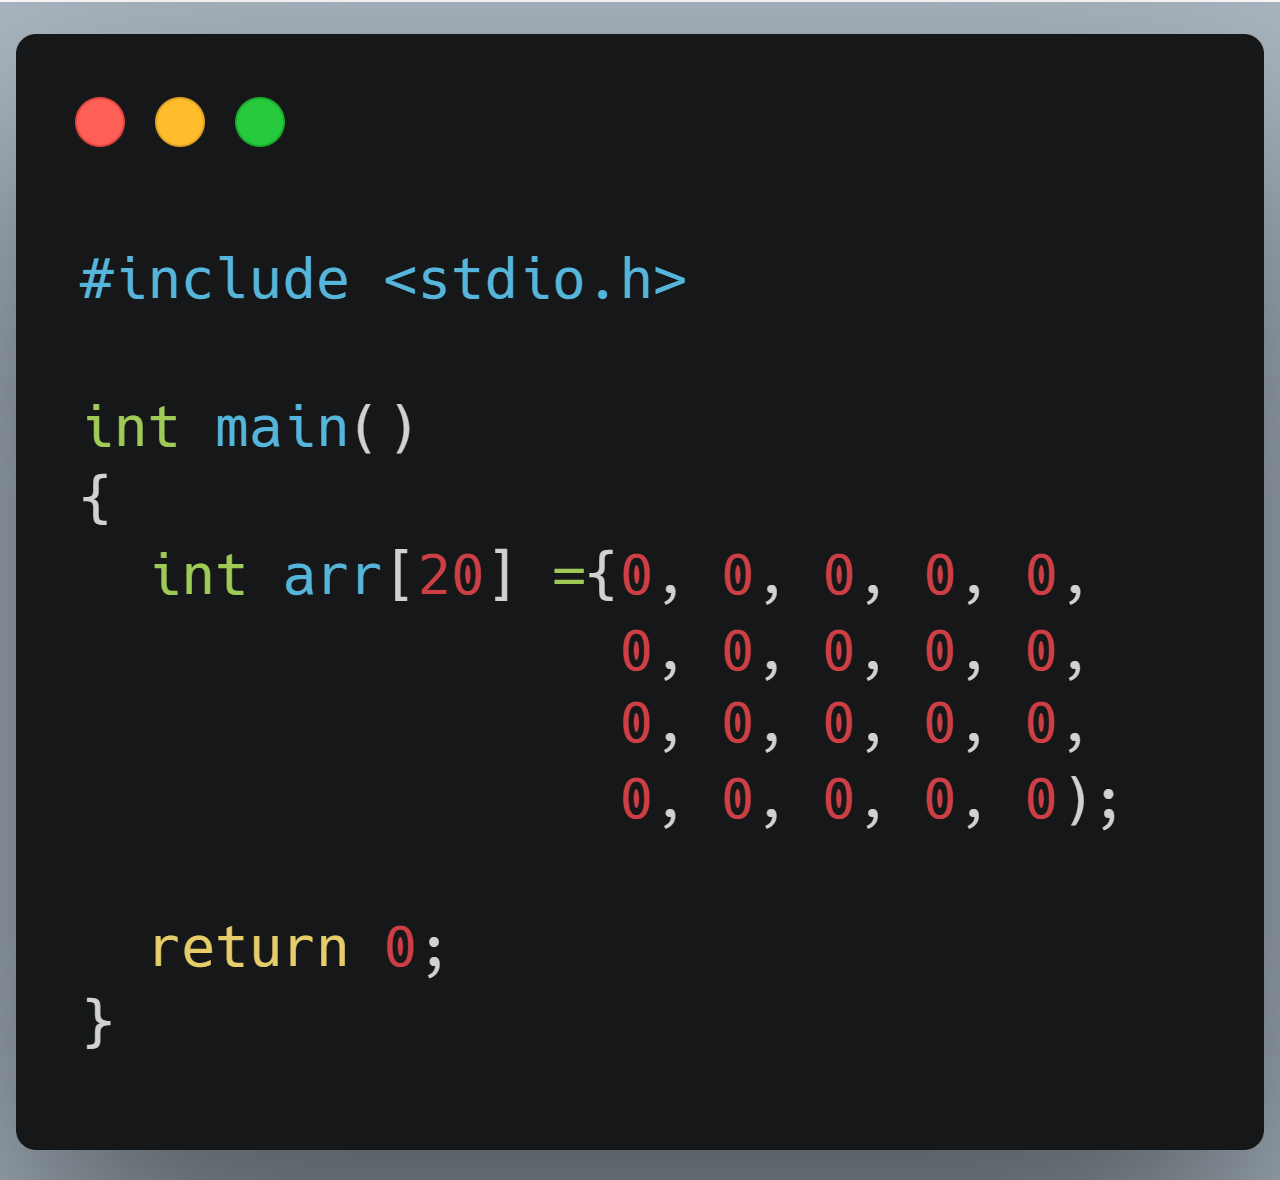 #include <stdio.h>
int main()
{
  int arr[20] ={0, 0, 0, 0, 0,
                0, 0, 0, 0, 0,
                0, 0, 0, 0, 0,
                0, 0, 0, 0, 0);
  return 0;
}